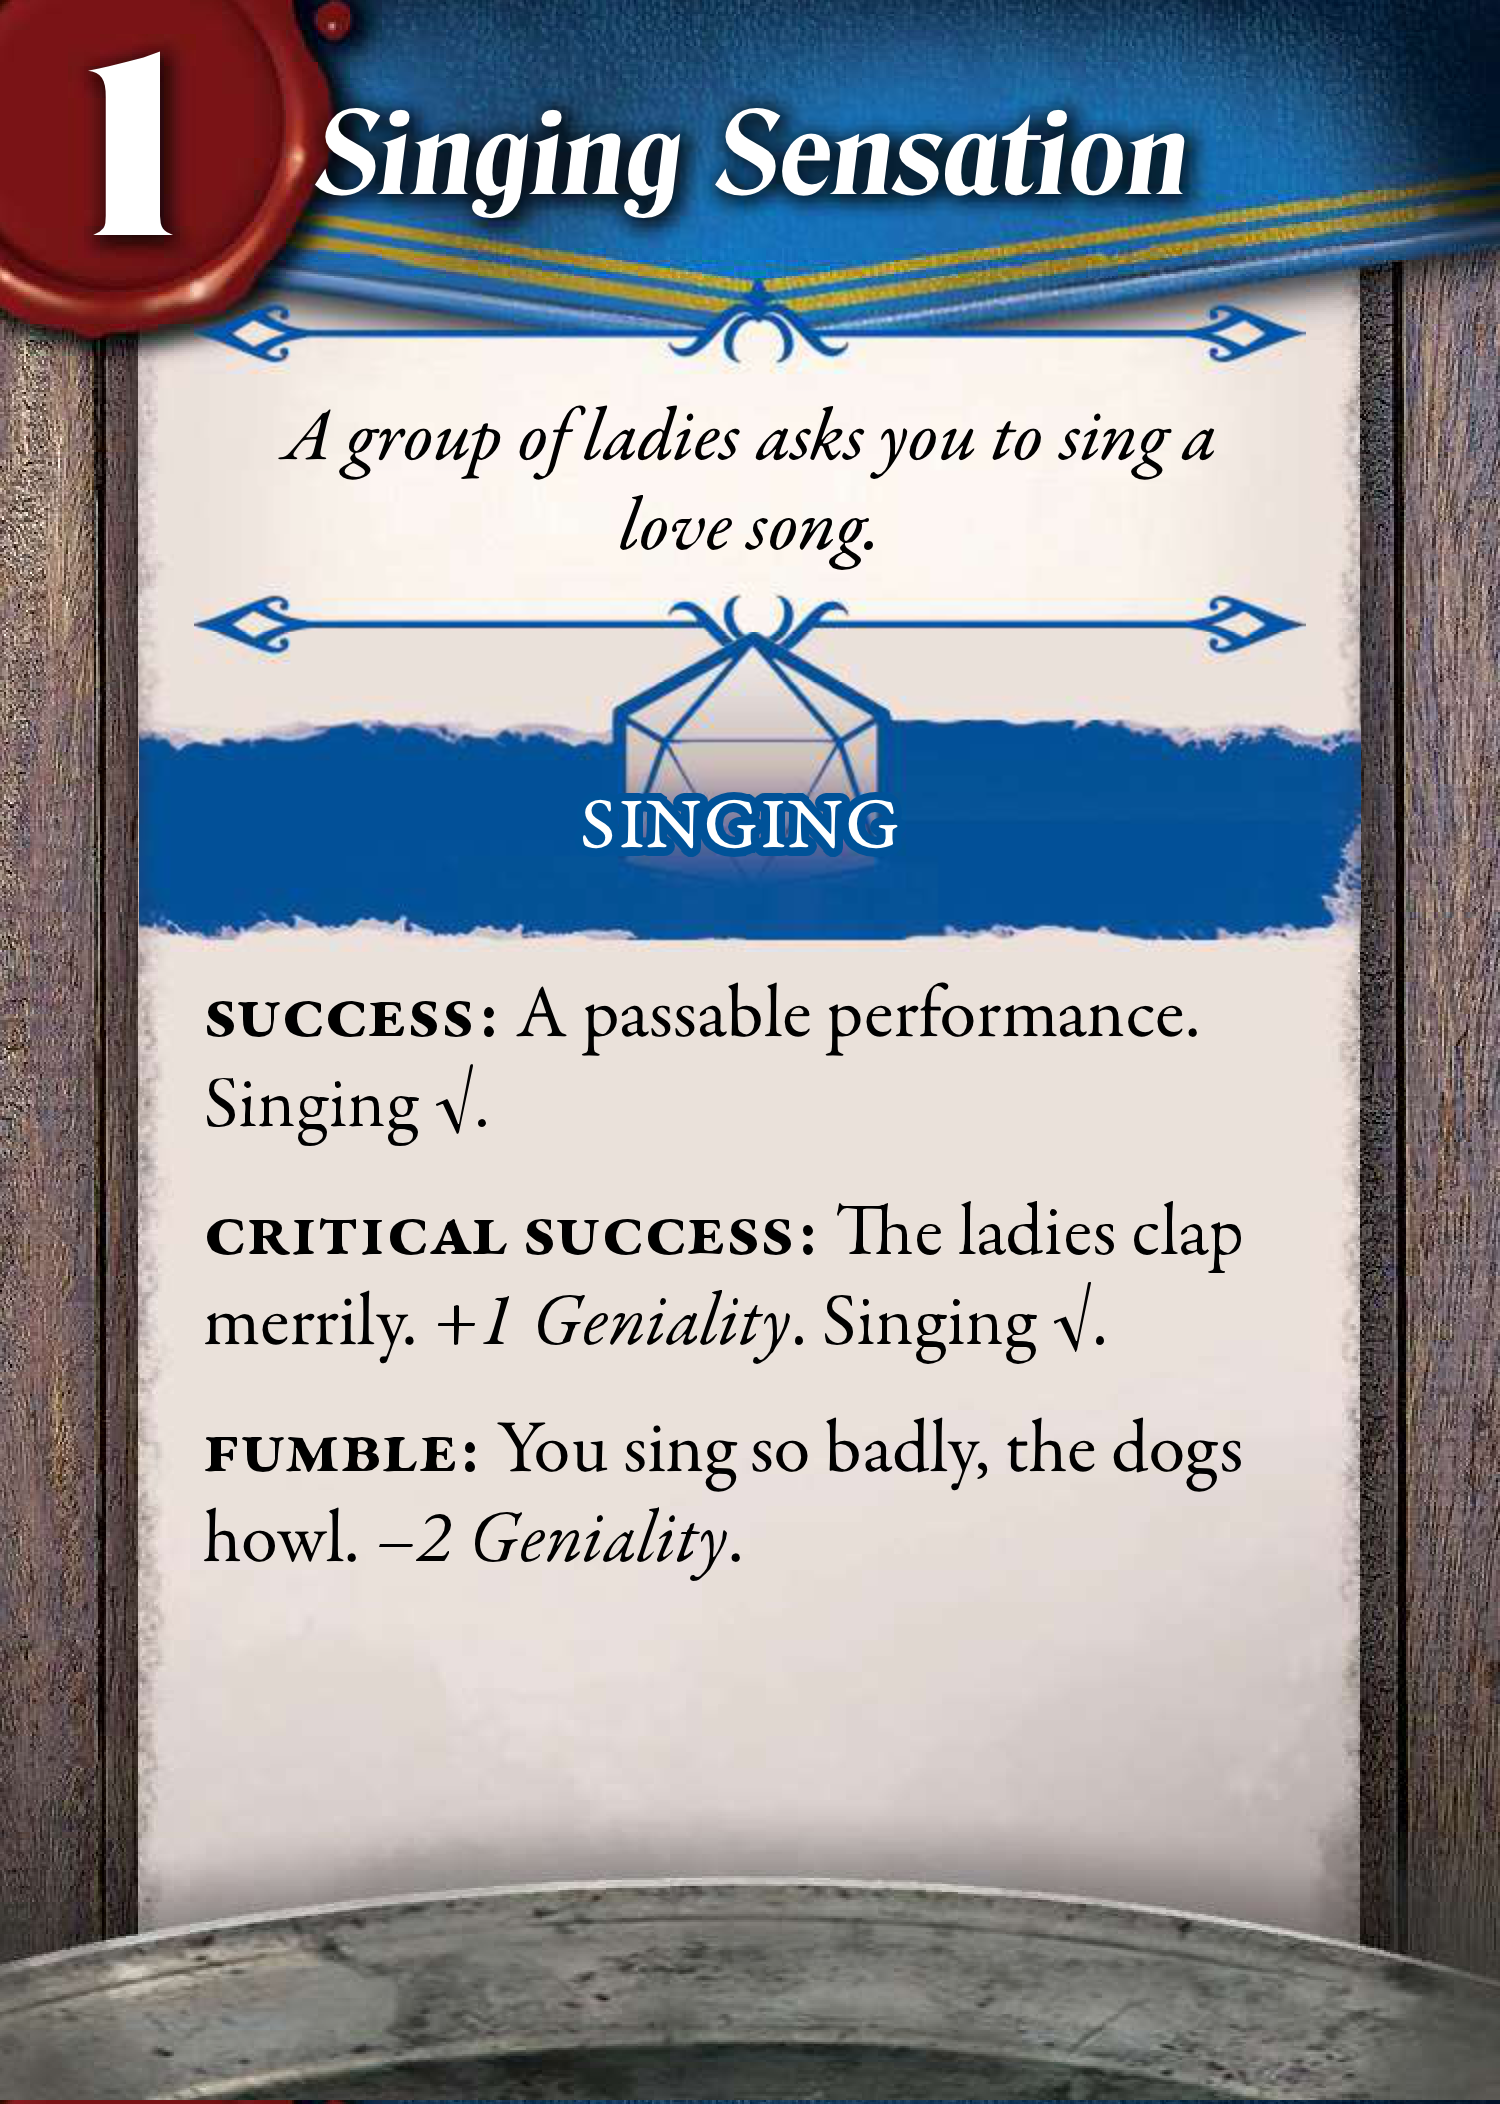 1
Singing Sensation
A group of ladies asks you to sing a
love song.
SINGING
SUCCESS: A passable performance.
Singing √.
CRITICAL SUCCESS: The ladies clap
merrily. +1 Geniality. Singing √.
FUMBLE: You sing so badly, the dogs
howl. –2 Geniality.